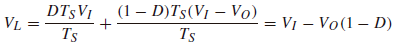 V_L = \frac{DT_S V_I}{T_S} + \frac{(1 − D)T_S(V_I − V_O)}{T_S} = V_I − V_O(1 − D)